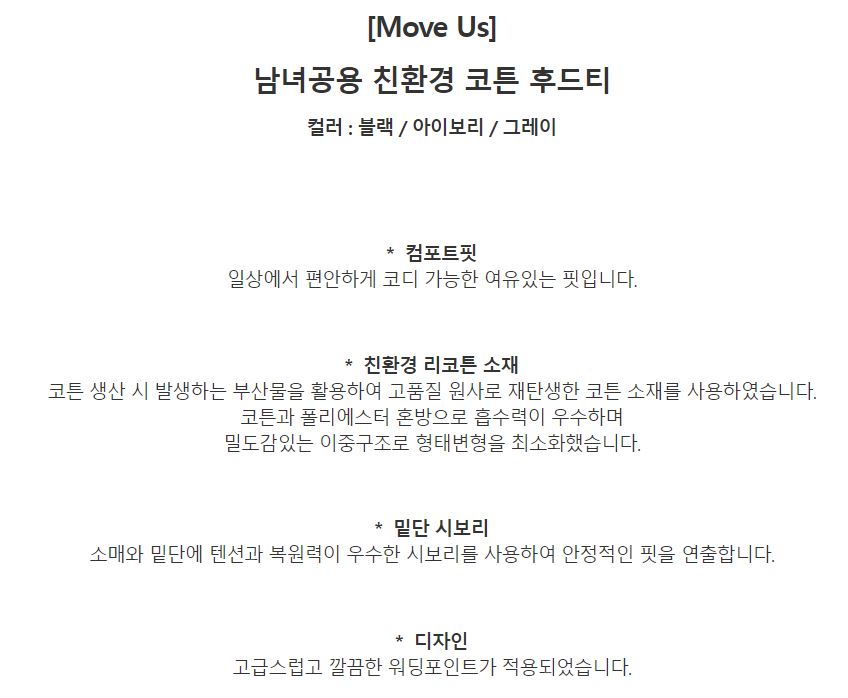 [Move Us]
남녀공용 친환경 코튼 후드티
컬러 : 블랙 / 아이보리 / 그레이
* 컴포트핏
일상에서 편안하게 코디 가능한 여유있는 핏입니다.
* 친환경 리코튼 소재
코튼 생산 시 발생하는 부산물을 활용하여 고품질 원사로 재탄생한 코튼 소재를 사용하였습니다.
코튼과 폴리에스터 혼방으로 흡수력이 우수하며
밀도감있는 이중구조로 형태변형을 최소화했습니다.
* 밑단 시보리
소매와 밑단에 텐션과 복원력이 우수한 시보리를 사용하여 안정적인 핏을 연출합니다.
* 디자인
고급스럽고 깔끔한 워딩포인트가 적용되었습니다.